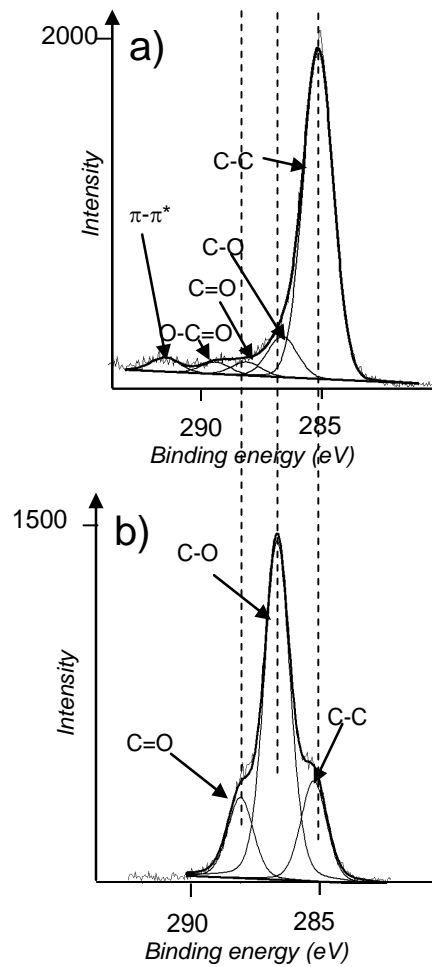 2000
a)
C-C
π-π*
C-O
C=O
O-C=O
Intensity
290
285
Binding energy (eV)
1500
b)
C-O
C-C
C=O
Intensity
290
285
Binding energy (eV)